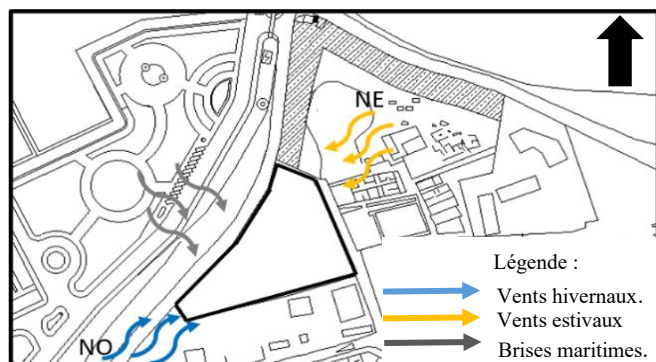 NE
NO
Légende :
Vents hivernaux.
Vents estivaux
Brises maritimes.